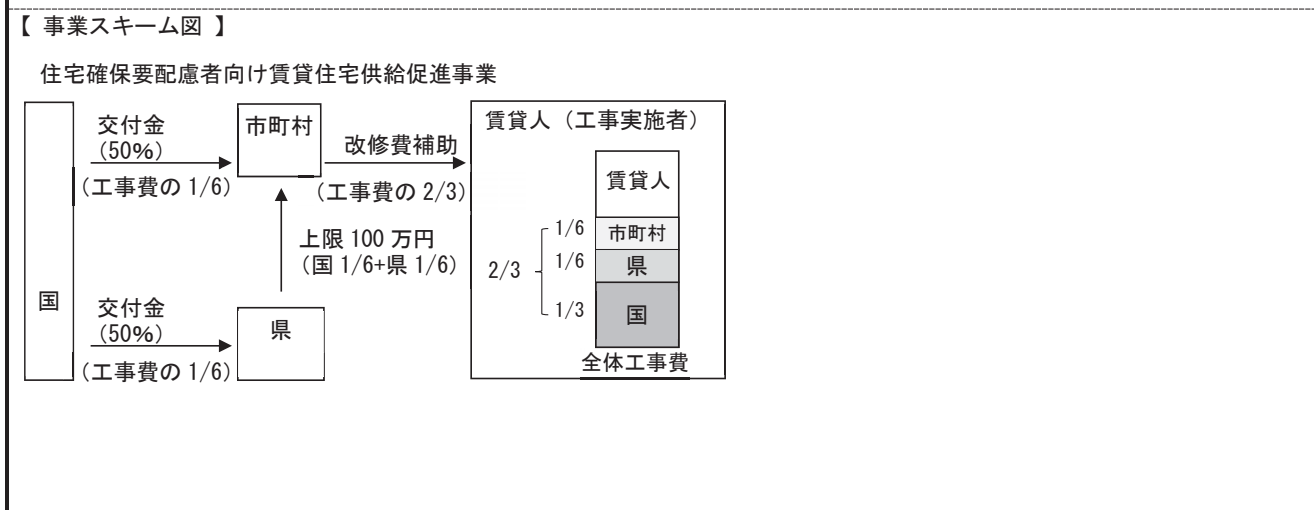 【 事業スキーム図 】
住宅確保要配慮者向け賃貸住宅供給促進事業
国
交付金
(50%)
(工事費の 1/6)
市町村
改修費補助
(工事費の 2/3)
上限 100 万円
(国 1/6+県 1/6)
交付金
(50%)
(工事費の 1/6)
県
賃貸人（工事実施者）
賃貸人
2/3
1/6
市町村
1/6
県
1/3
国
全体工事費